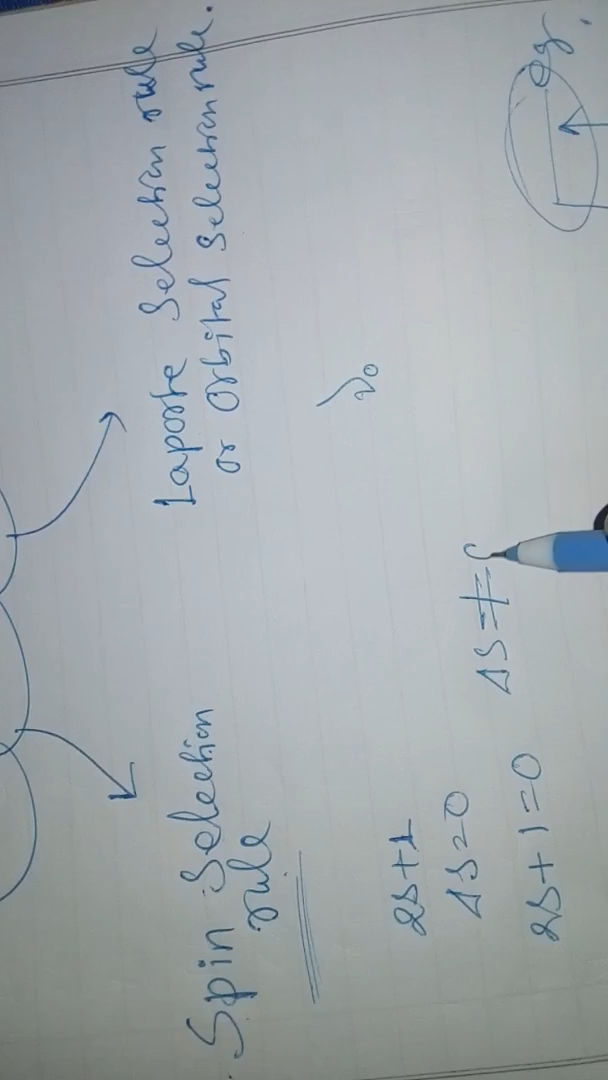 Spin Selection
rule
Laporte Selection rule
or orbital selection rule.
2s+1
Δs=0
2s+1=0
Δs≠
eg.